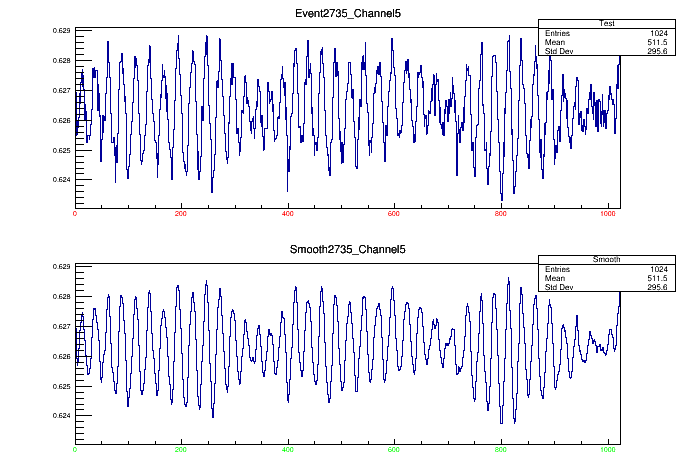 Event2735_Channel5
Test
Entries 1024
Mean 511.5
Std Dev 295.6
0.629
0.628
0.627
0.626
0.625
0.624
0 200 400 600 800 1000
Smooth2735_Channel5
Smooth
Entries 1024
Mean 511.5
Std Dev 295.6
0.629
0.628
0.627
0.626
0.625
0.624
0 200 400 600 800 1000